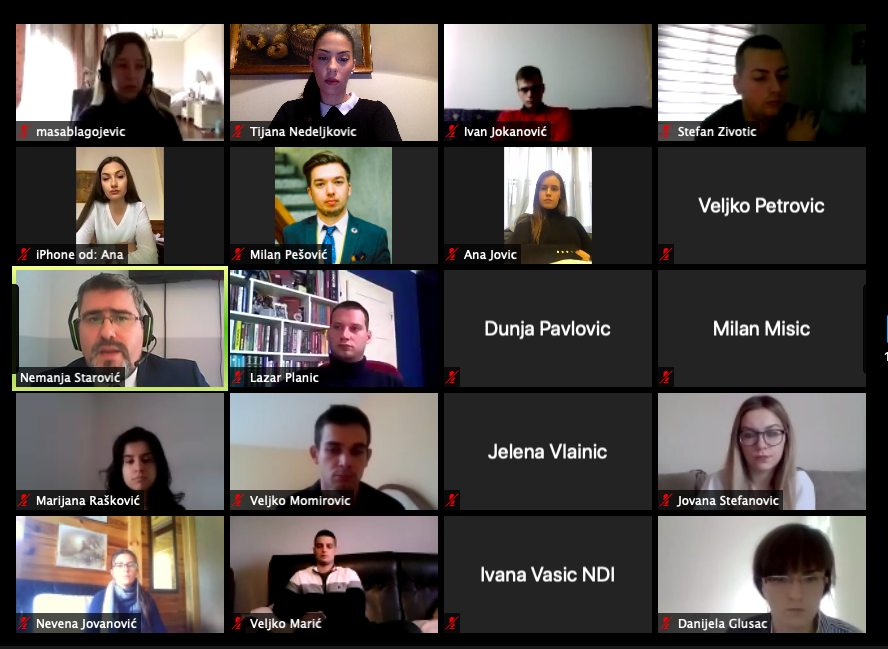 masablagojevic
Tijana Nedeljkovic
Ivan Jokanović
Stefan Zivotic
iPhone od: Ana
Milan Pešović
Ana Jovic
Veljko Petrovic
Nemanja Starović
Lazar Planic
Dunja Pavlovic
Milan Misic
Marijana Rašković
Veljko Momirovic
Jelena Vlainic
Jovana Stefanovic
Nevena Jovanović
Veljko Marić
Ivana Vasic NDI
Danijela Glusac